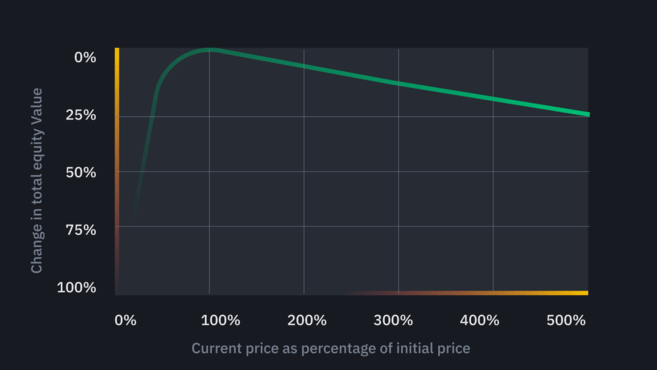 Change in total equity Value
0%
25%
50%
75%
100%
0% 100% 200% 300% 400% 500%
Current price as percentage of initial price